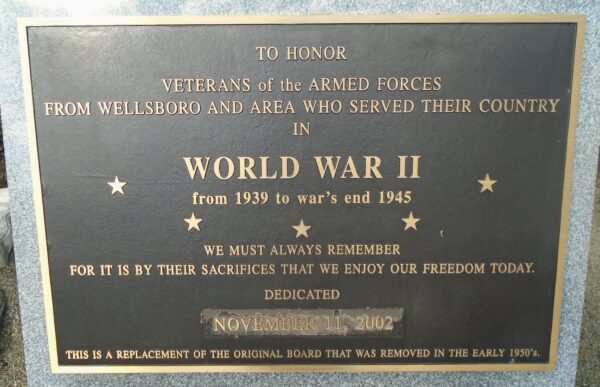 TO HONOR
VETERANS of the ARMED FORCES
FROM WELLSBORO AND AREA WHO SERVED THEIR COUNTRY
IN
WORLD WAR II
from 1939 to war's end 1945
WE MUST ALWAYS REMEMBER
FOR IT IS BY THEIR SACRIFICES THAT WE ENJOY OUR FREEDOM TODAY.
DEDICATED
NOVEMBER 11, 2002
THIS IS A REPLACEMENT OF THE ORIGINAL BOARD THAT WAS REMOVED IN THE EARLY 1950's.